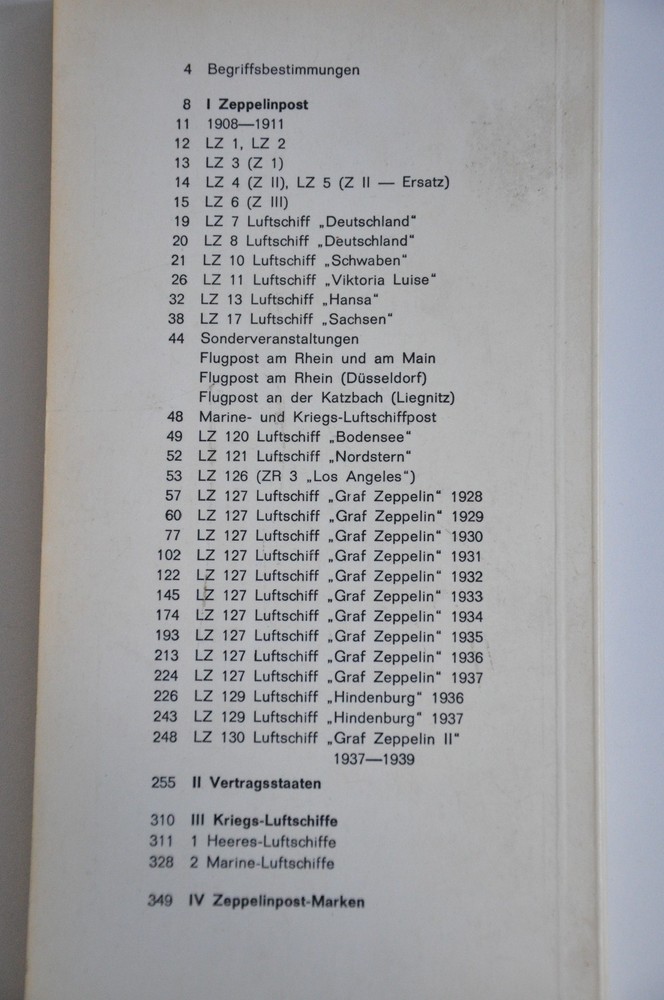 4 Begriffsbestimmungen
8 I Zeppelinpost
11 1908—1911
12 LZ 1, LZ 2
13 LZ 3 (Z 1)
14 LZ 4 (Z II), LZ 5 (Z II — Ersatz)
15 LZ 6 (Z III)
19 LZ 7 Luftschiff „Deutschland“
20 LZ 8 Luftschiff „Deutschland“
21 LZ 10 Luftschiff „Schwaben“
26 LZ 11 Luftschiff „Viktoria Luise“
32 LZ 13 Luftschiff „Hansa“
38 LZ 17 Luftschiff „Sachsen“
44 Sonderveranstaltungen
Flugpost am Rhein und am Main
Flugpost am Rhein (Düsseldorf)
Flugpost an der Katzbach (Liegnitz)
48 Marine- und Kriegs-Luftschiffpost
49 LZ 120 Luftschiff „Bodensee“
52 LZ 121 Luftschiff „Nordstern“
53 LZ 126 (ZR 3 „Los Angeles“)
57 LZ 127 Luftschiff „Graf Zeppelin“ 1928
60 LZ 127 Luftschiff „Graf Zeppelin“ 1929
77 LZ 127 Luftschiff „Graf Zeppelin“ 1930
102 LZ 127 Luftschiff „Graf Zeppelin“ 1931
122 LZ 127 Luftschiff „Graf Zeppelin“ 1932
145 LZ 127 Luftschiff „Graf Zeppelin“ 1933
174 LZ 127 Luftschiff „Graf Zeppelin“ 1934
193 LZ 127 Luftschiff „Graf Zeppelin“ 1935
213 LZ 127 Luftschiff „Graf Zeppelin“ 1936
224 LZ 127 Luftschiff „Graf Zeppelin“ 1937
226 LZ 129 Luftschiff „Hindenburg“ 1936
243 LZ 129 Luftschiff „Hindenburg“ 1937
248 LZ 130 Luftschiff „Graf Zeppelin II“
1937—1939
255 II Vertragsstaaten
310 III Kriegs-Luftschiffe
311 1 Heeres-Luftschiffe
328 2 Marine-Luftschiffe
349 IV Zeppelinpost-Marken